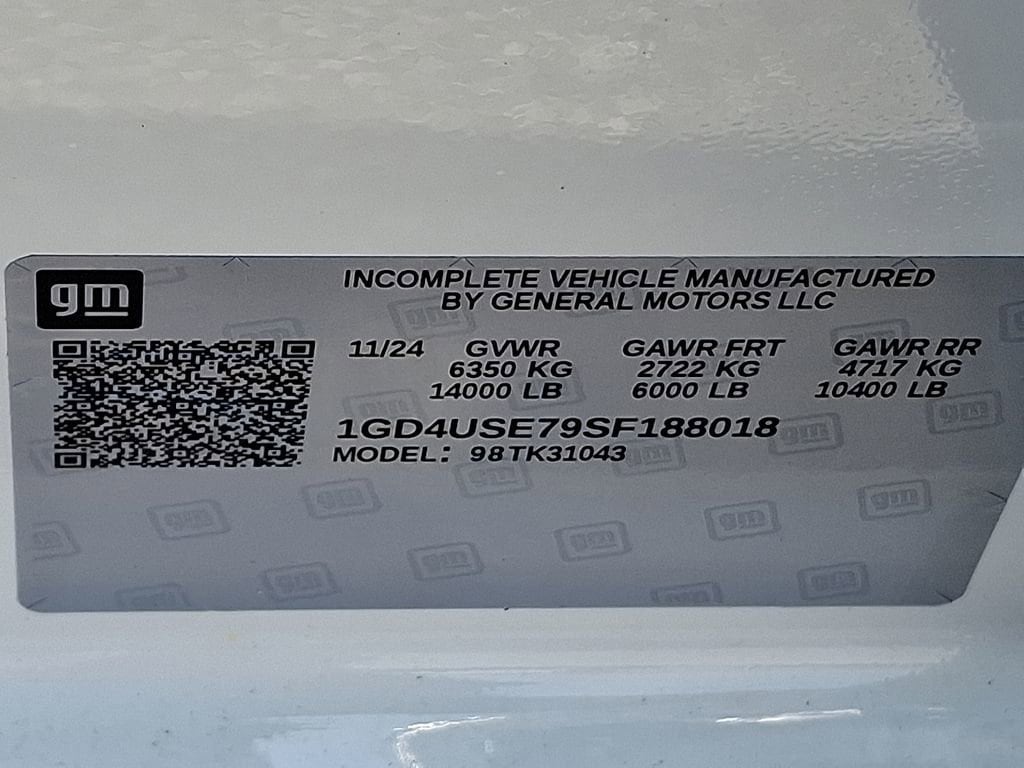 gm
INCOMPLETE VEHICLE MANUFACTURED
BY GENERAL MOTORS LLC
11/24 GVWR GAWR FRT GAWR RR
6350 KG 2722 KG 4717 KG
14000 LB 6000 LB 10400 LB
1GD4USE79SF188018
MODEL: 98TK31043